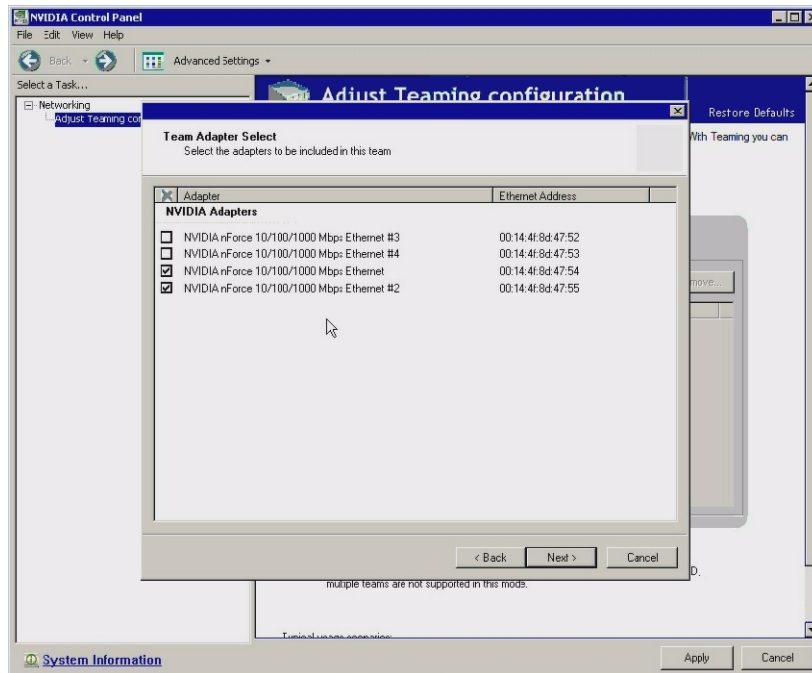 NVIDIA Control Panel
File Edit View Help
Back Advanced Settings
Select a Task...
Networking
Adjust Teaming con
Adjust Teaming configuration
Restore Defaults
With Teaming you can
Team Adapter Select
Select the adapters to be included in this team
Adapter Ethernet Address
NVIDIA Adapters
NVIDIA nForce 10/100/1000 Mbps Ethernet #3 00:14:4f:8d:47:52
NVIDIA nForce 10/100/1000 Mbps Ethernet #4 00:14:4f:8d:47:53
NVIDIA nForce 10/100/1000 Mbps Ethernet 00:14:4f:8d:47:54
NVIDIA nForce 10/100/1000 Mbps Ethernet #2 00:14:4f:8d:47:55
move...
< Back Next > Cancel
D,
multiple teams are not supported in this mode.
Typical usage scenarios:
System Information
Apply Cancel